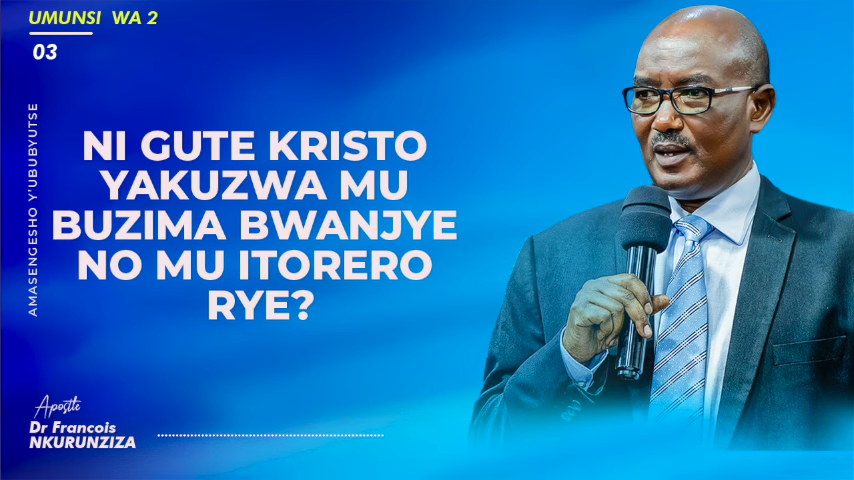 UMUNSI WA 2
03
AMASENGESHO Y'UBUBYUTSE
NI GUTE KRISTO
YAKUZWA MU
BUZIMA BWANJYE
NO MU ITORERO
RYE?
Apostle
Dr Francois
NKURUNZIZA